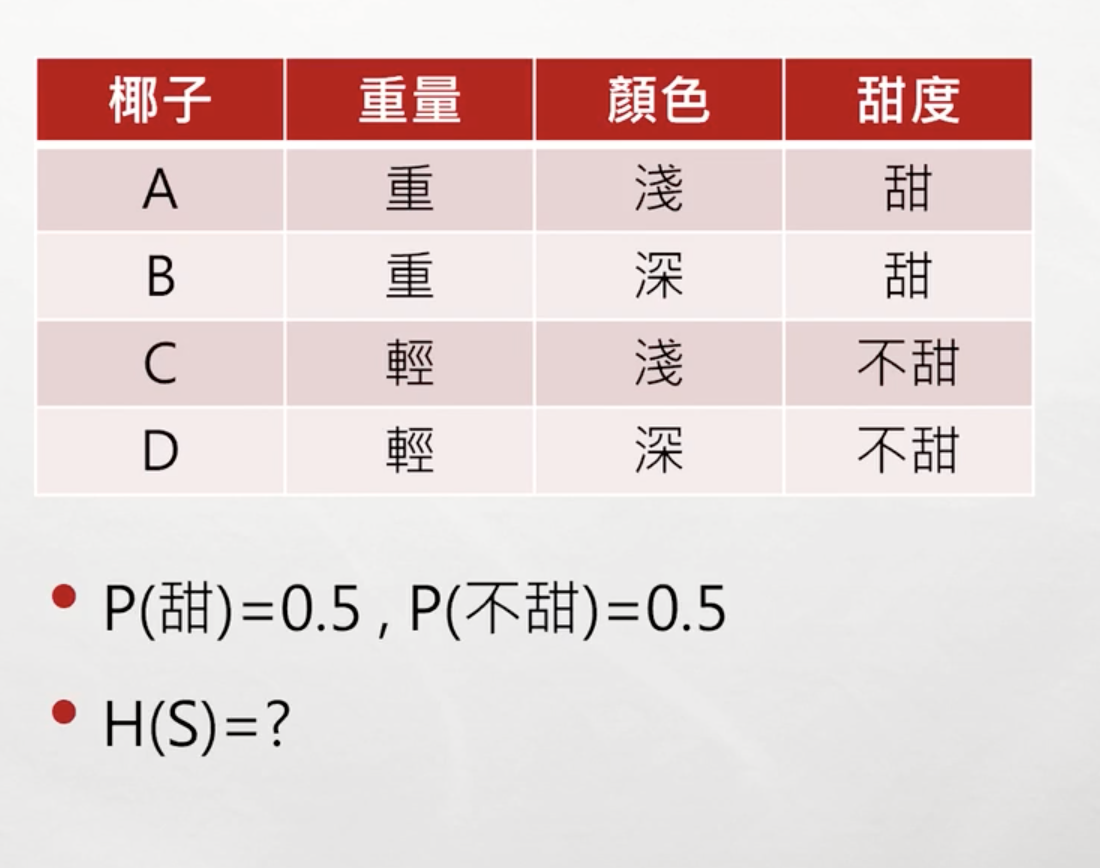 椰子 重量 顏色 甜度
A 重 淺 甜
B 重 深 甜
C 輕 淺 不甜
D 輕 深 不甜
• P(甜)=0.5 , P(不甜)=0.5
• H(S)=?